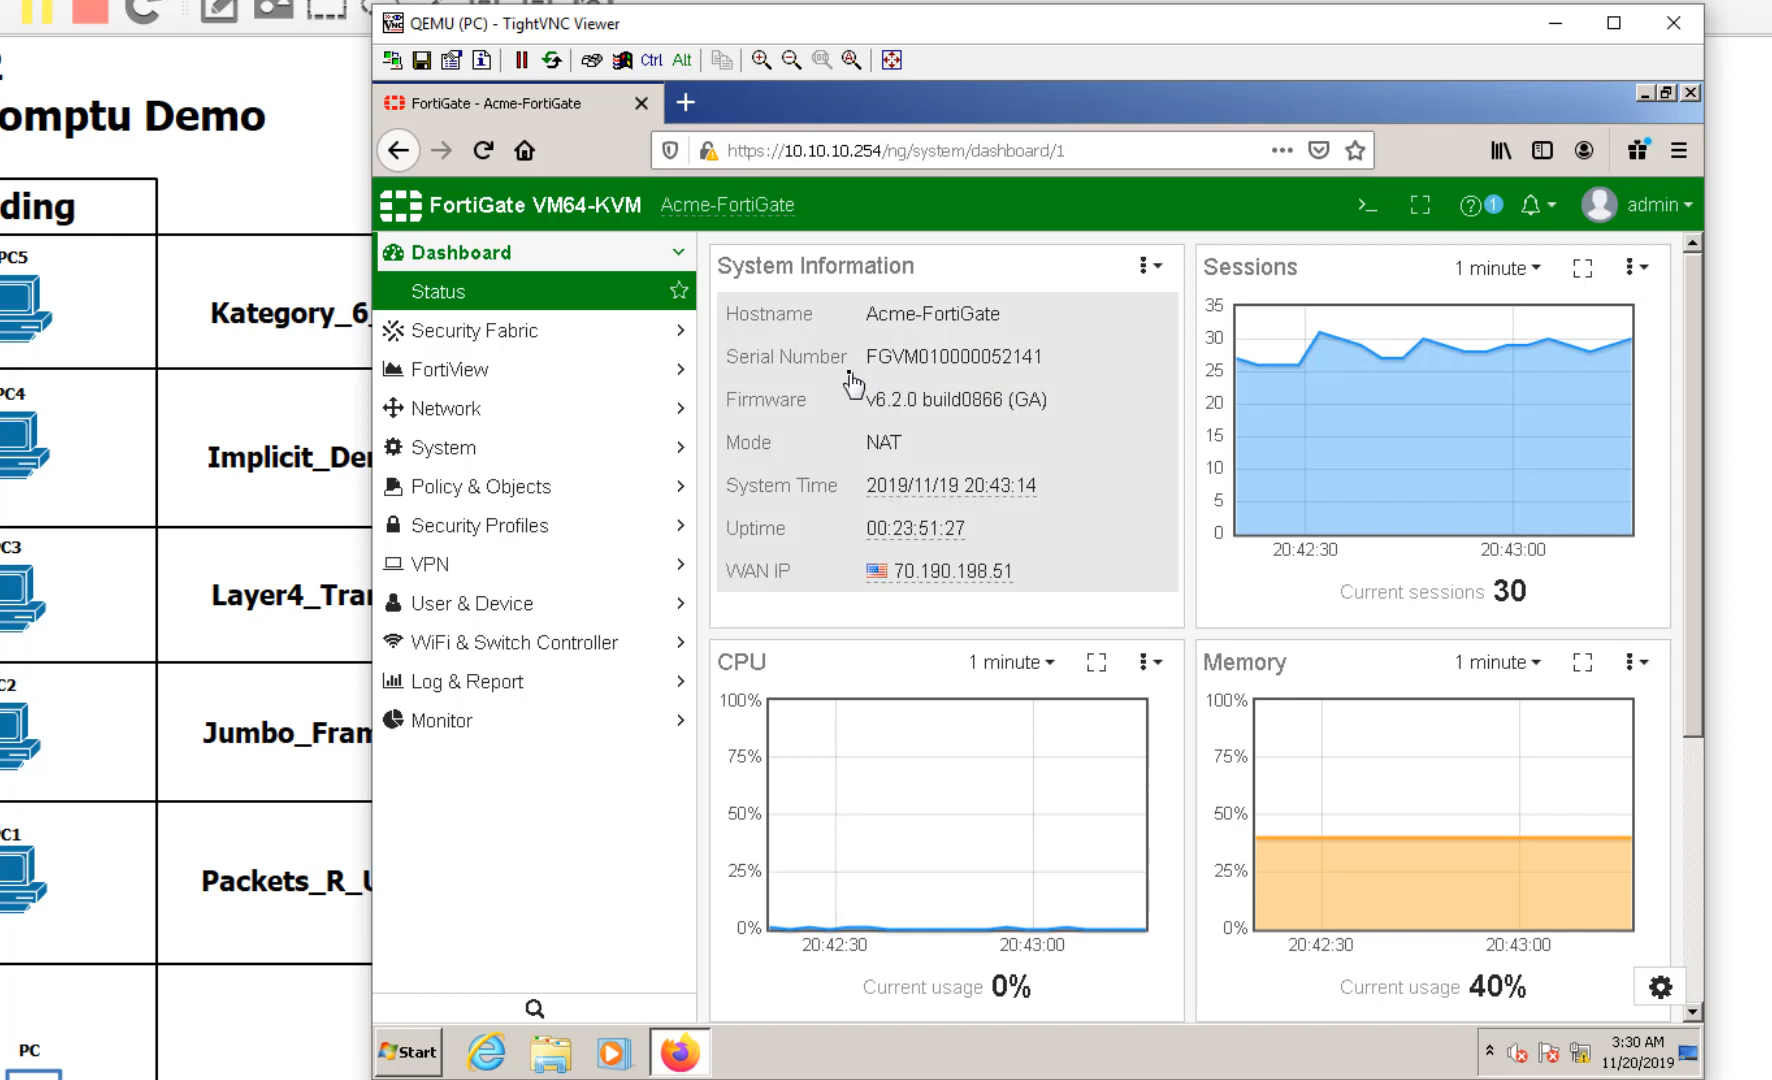 QEMU (PC) - TightVNC Viewer
Ctrl Alt
FortiGate - Acme-FortiGate
https://10.10.10.254/ng/system/dashboard/1
FortiGate VM64-KVM Acme-FortiGate
1
admin
Dashboard
Status
Security Fabric
FortiView
Network
System
Policy & Objects
Security Profiles
VPN
User & Device
WiFi & Switch Controller
Log & Report
Monitor
System Information
Hostname Acme-FortiGate
Serial Number FGVM010000052141
Firmware v6.2.0 build0866 (GA)
Mode NAT
System Time 2019/11/19 20:43:14
Uptime 00:23:51:27
WAN IP 70.190.198.51
Sessions 1 minute
35
30
25
20
15
10
5
0
20:42:30 20:43:00
Current sessions 30
CPU 1 minute
100%
75%
50%
25%
0%
20:42:30 20:43:00
Current usage 0%
Memory 1 minute
100%
75%
50%
25%
0%
20:42:30 20:43:00
Current usage 40%
Start
3:30 AM
11/20/2019
2
omptu Demo
ding
PC5
Kategory_6_
PC4
Implicit_Der
C3
Layer4_Trar
C2
Jumbo_Fram
C1
Packets_R_U
PC